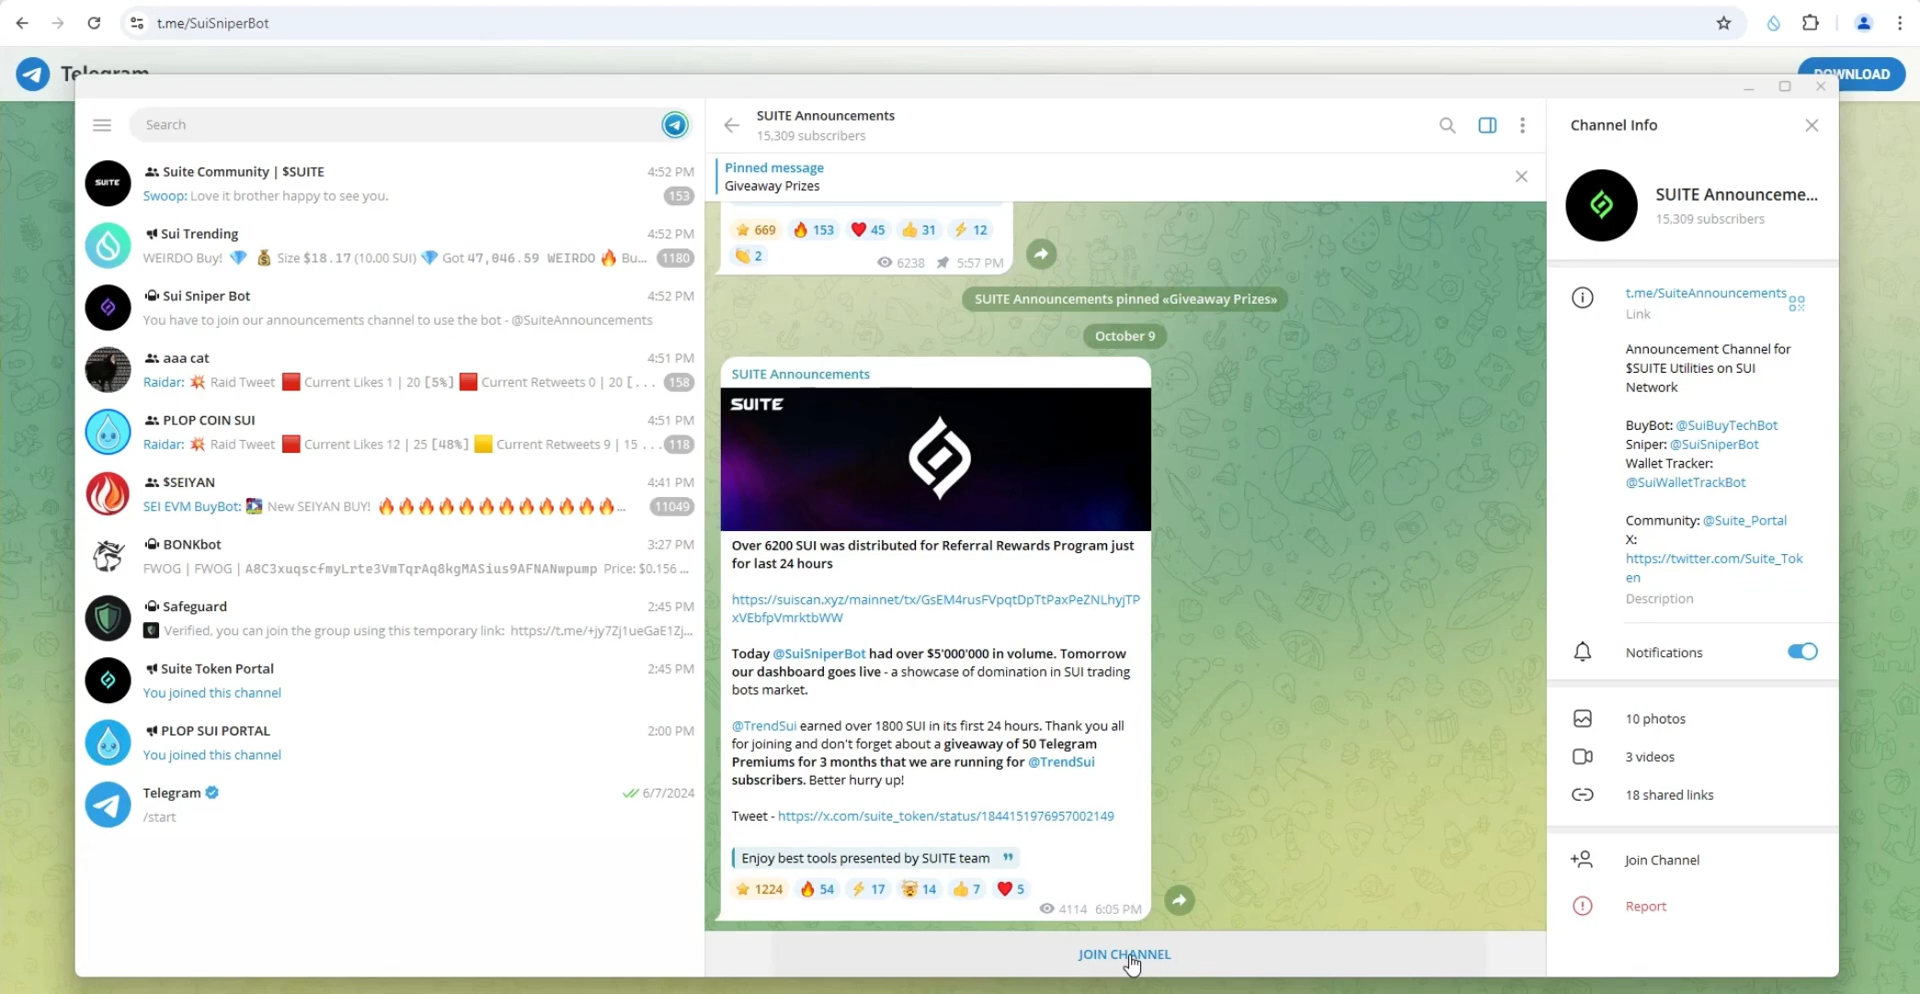 t.me/SuiSniperBot
Telegram
DOWNLOAD
Search
Suite Community | $SUITE
4:52 PM
Swoop: Love it brother happy to see you.
153
Sui Trending
4:52 PM
WEIRDO Buy! 💎 💰 Size $18.17 (10.00 SUI) 💎 Got 47,046.59 WEIRDO 🔥 Bu...
1180
Sui Sniper Bot
4:52 PM
You have to join our announcements channel to use the bot - @SuiteAnnouncements
aaa cat
4:51 PM
Raidar: 💥 Raid Tweet 🟥 Current Likes 1 | 20 [5%] 🟥 Current Retweets 0 | 20 [...
158
PLOP COIN SUI
4:51 PM
Raidar: 💥 Raid Tweet 🟥 Current Likes 12 | 25 [48%] 🟨 Current Retweets 9 | 15 ...
118
$SEIYAN
4:41 PM
SEI EVM BuyBot: New SEIYAN BUY! 🔥🔥🔥🔥🔥🔥🔥🔥🔥🔥🔥🔥...
11049
BONKbot
3:27 PM
FWOG | FWOG | A8C3xuqscfmyLrte3VmTqrAq8kgMASius9AFNANwpump Price: $0.156 ...
Safeguard
2:45 PM
Verified, you can join the group using this temporary link: https://t.me/+jy7Zj1ueGaE1Zj...
Suite Token Portal
2:45 PM
You joined this channel
PLOP SUI PORTAL
2:00 PM
You joined this channel
Telegram
6/7/2024
/start
SUITE Announcements
15,309 subscribers
Pinned message
Giveaway Prizes
⭐ 669 🔥 153 ❤️ 45 👍 31 ⚡ 12
👏 2
6238 5:57 PM
SUITE Announcements pinned «Giveaway Prizes»
October 9
SUITE Announcements
SUITE
Over 6200 SUI was distributed for Referral Rewards Program just
for last 24 hours
https://suiscan.xyz/mainnet/tx/GsEM4rusFVpqtDpTtPaxPeZNLhyjTP
xVEbfpVmrktbWW
Today @SuiSniperBot had over $5'000'000 in volume. Tomorrow
our dashboard goes live - a showcase of domination in SUI trading
bots market.
@TrendSui earned over 1800 SUI in its first 24 hours. Thank you all
for joining and don't forget about a giveaway of 50 Telegram
Premiums for 3 months that we are running for @TrendSui
subscribers. Better hurry up!
Tweet - https://x.com/suite_token/status/1844151976957002149
Enjoy best tools presented by SUITE team
⭐ 1224 🔥 54 ⚡ 17 🤯 14 👍 7 ❤️ 5
4114 6:05 PM
JOIN CHANNEL
Channel Info
SUITE Announceme...
15,309 subscribers
t.me/SuiteAnnouncements
Link
Announcement Channel for
$SUITE Utilities on SUI
Network
BuyBot: @SuiBuyTechBot
Sniper: @SuiSniperBot
Wallet Tracker:
@SuiWalletTrackBot
Community: @Suite_Portal
X:
https://twitter.com/Suite_Tok
en
Description
Notifications
10 photos
3 videos
18 shared links
Join Channel
Report